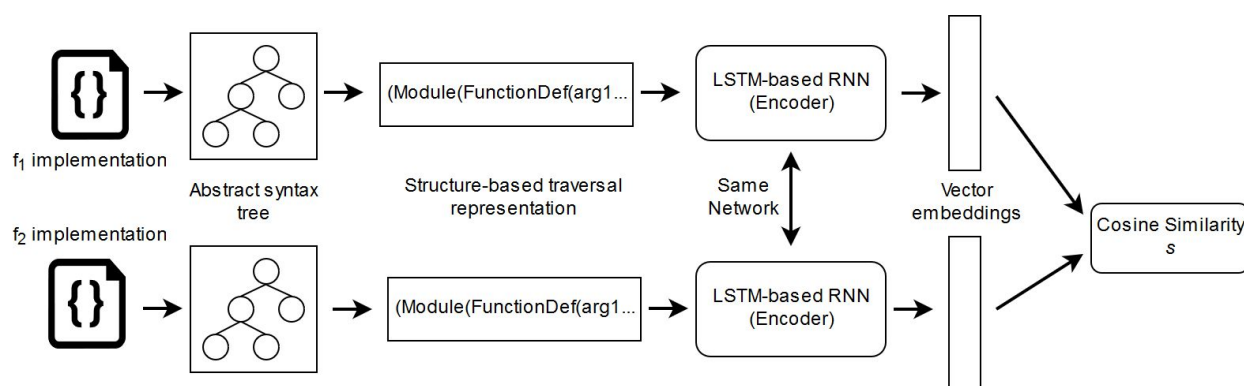 {}
(Module(FunctionDef(arg1...
LSTM-based RNN
(Encoder)
f₁ implementation
Abstract syntax
tree
Structure-based traversal
representation
Same
Network
Vector
embeddings
f₂ implementation
Cosine Similarity
s
{}
(Module(FunctionDef(arg1...
LSTM-based RNN
(Encoder)